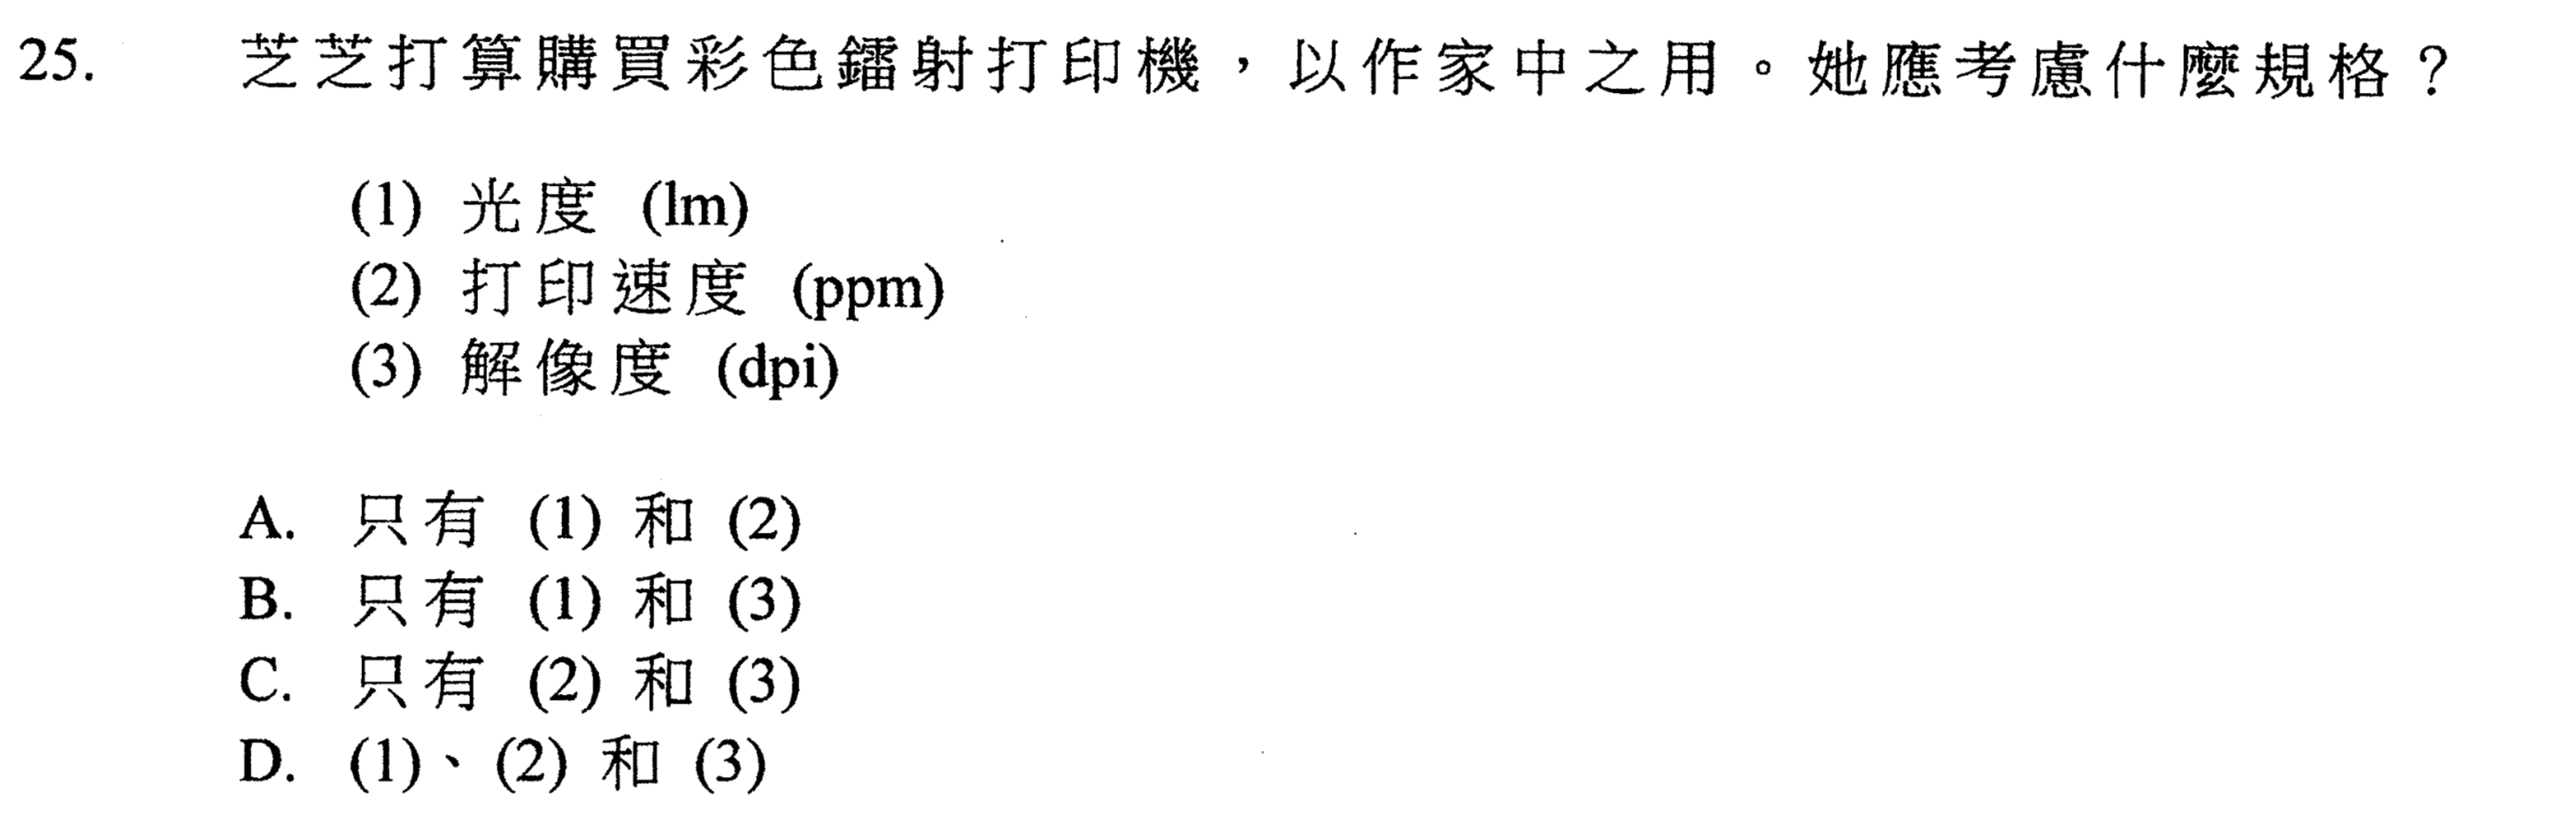 25. 芝芝打算購買彩色鐳射打印機，以作家中之用。她應考慮什麼規格？
(1) 光度 (lm)
(2) 打印速度 (ppm)
(3) 解像度 (dpi)
A. 只有 (1) 和 (2)
B. 只有 (1) 和 (3)
C. 只有 (2) 和 (3)
D. (1)、(2) 和 (3)